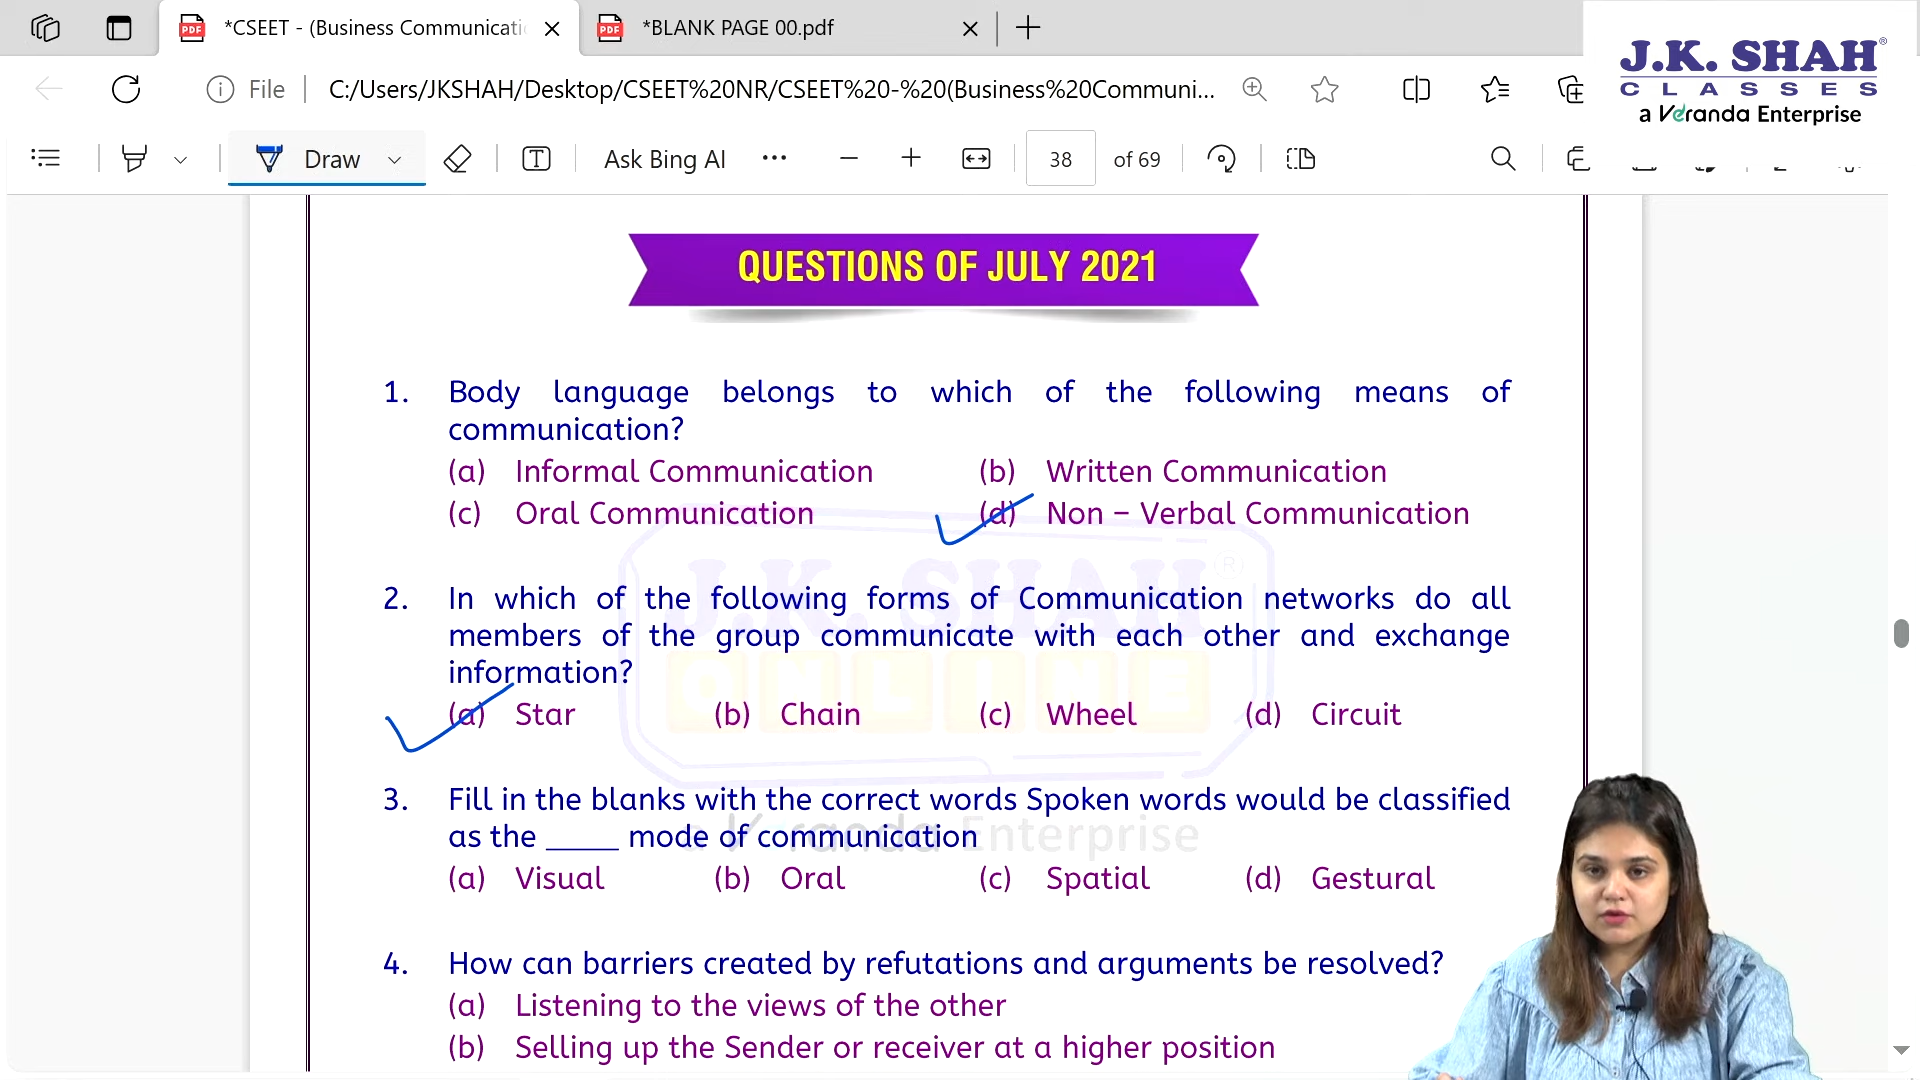 *CSEET - (Business Communicati
*BLANK PAGE 00.pdf
J.K. SHAH®
CLASSES
a Veranda Enterprise
File
C:/Users/JKSHAH/Desktop/CSEET%20NR/CSEET%20-%20(Business%20Communi...
Draw
Ask Bing AI
38
of 69
QUESTIONS OF JULY 2021
1. Body language belongs to which of the following means of
communication?
(a) Informal Communication (b) Written Communication
(c) Oral Communication (d) Non – Verbal Communication
J.K. SHAH®
ONLINE
2. In which of the following forms of Communication networks do all
members of the group communicate with each other and exchange
information?
(a) Star (b) Chain (c) Wheel (d) Circuit
3. Fill in the blanks with the correct words Spoken words would be classified
as the _____ mode of communication
Veranda Enterprise
(a) Visual (b) Oral (c) Spatial (d) Gestural
4. How can barriers created by refutations and arguments be resolved?
(a) Listening to the views of the other
(b) Selling up the Sender or receiver at a higher position